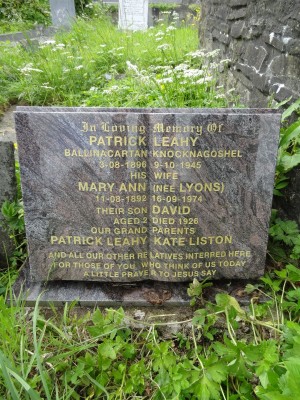 In Loving Memory Of
PATRICK LEAHY
BALLINACARTAN KNOCKNAGOSHEL
3-08-1896 9-10-1945
HIS WIFE
MARY ANN (NEE LYONS)
11-08-1892 16-09-1974
THEIR SON DAVID
AGED 2 DIED 1926
OUR GRAND PARENTS
PATRICK LEAHY KATE LISTON
AND ALL OUR RELATIVES INTERRED HERE
FOR THOSE OF YOU WHO THINK OF US TODAY
A LITTLE PRAYER TO JESUS SAY